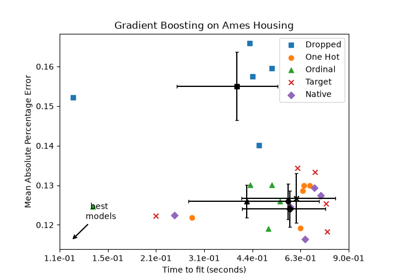 Gradient Boosting on Ames Housing
Mean Absolute Percentage Error
0.16
0.15
0.14
0.13
0.12
Dropped
One Hot
Ordinal
Target
Native
best
models
1.1e-01
1.5e-01
2.1e-01
3.1e-01
4.4e-01
6.3e-01
9.0e-01
Time to fit (seconds)